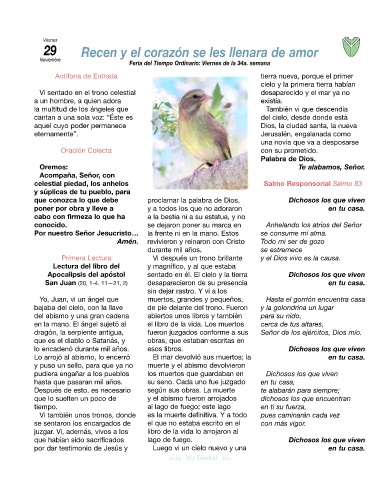 Viernes
29
Noviembre
Recen y el corazón se les llenara de amor
Feria del Tiempo Ordinario: Viernes de la 34a. semana
Antífona de Entrada
Vi sentado en el trono celestial
a un hombre, a quien adora
la multitud de los ángeles que
cantan a una sola voz: “Éste es
aquel cuyo poder permanece
eternamente”.
Oración Colecta
Oremos:
Acompaña, Señor, con
celestial piedad, los anhelos
y súplicas de tu pueblo, para
que conozca lo que debe
poner por obra y lleve a
cabo con firmeza lo que ha
conocido.
Por nuestro Señor Jesucristo…
Amén.
Primera Lectura
Lectura del libro del
Apocalipsis del apóstol
San Juan (20, 1-4. 11—21, 2)
Yo, Juan, vi un ángel que
bajaba del cielo, con la llave
del abismo y una gran cadena
en la mano. El ángel sujetó al
dragón, la serpiente antigua,
que es el diablo o Satanás, y
lo encadenó durante mil años.
Lo arrojó al abismo, lo encerró
y puso un sello, para que ya no
pudiera engañar a los pueblos
hasta que pasaran mil años.
Después de esto, es necesario
que lo suelten un poco de
tiempo.
Vi también unos tronos, donde
se sentaron los encargados de
juzgar. Vi, además, vivos a los
que habían sido sacrificados
por dar testimonio de Jesús y
proclamar la palabra de Dios,
y a todos los que no adoraron
a la bestia ni a su estatua, y no
se dejaron poner su marca en
la frente ni en la mano. Estos
revivieron y reinaron con Cristo
durante mil años.
Vi después un trono brillante
y magnífico, y al que estaba
sentado en él. El cielo y la tierra
desaparecieron de su presencia
sin dejar rastro. Y vi a los
muertos, grandes y pequeños,
de pie delante del trono. Fueron
abiertos unos libros y también
el libro de la vida. Los muertos
fueron juzgados conforme a sus
obras, que estaban escritas en
esos libros.
El mar devolvió sus muertos; la
muerte y el abismo devolvieron
los muertos que guardaban en
su seno. Cada uno fue juzgado
según sus obras. La muerte
y el abismo fueron arrojados
al lago de fuego; este lago
es la muerte definitiva. Y a todo
el que no estaba escrito en el
libro de la vida lo arrojaron al
lago de fuego.
Luego vi un cielo nuevo y una
tierra nueva, porque el primer
cielo y la primera tierra habían
desaparecido y el mar ya no
existía.
También vi que descendía
del cielo, desde donde está
Dios, la ciudad santa, la nueva
Jerusalén, engalanada como
una novia que va a desposarse
con su prometido.
Palabra de Dios.
Te alabamos, Señor.
Salmo Responsorial Salmo 83
Dichosos los que viven
en tu casa.
Anhelando los atrios del Señor
se consume mi alma.
Todo mi ser de gozo
se estremece
y el Dios vivo es la causa.
Dichosos los que viven
en tu casa.
Hasta el gorrión encuentra casa
y la golondrina un lugar
para su nido,
cerca de tus altares,
Señor de los ejércitos, Dios mío.
Dichosos los que viven
en tu casa.
Dichosos los que viven
en tu casa,
te alabarán para siempre;
dichosos los que encuentran
en ti su fuerza,
pues caminarán cada vez
con más vigor.
Dichosos los que viven
en tu casa.